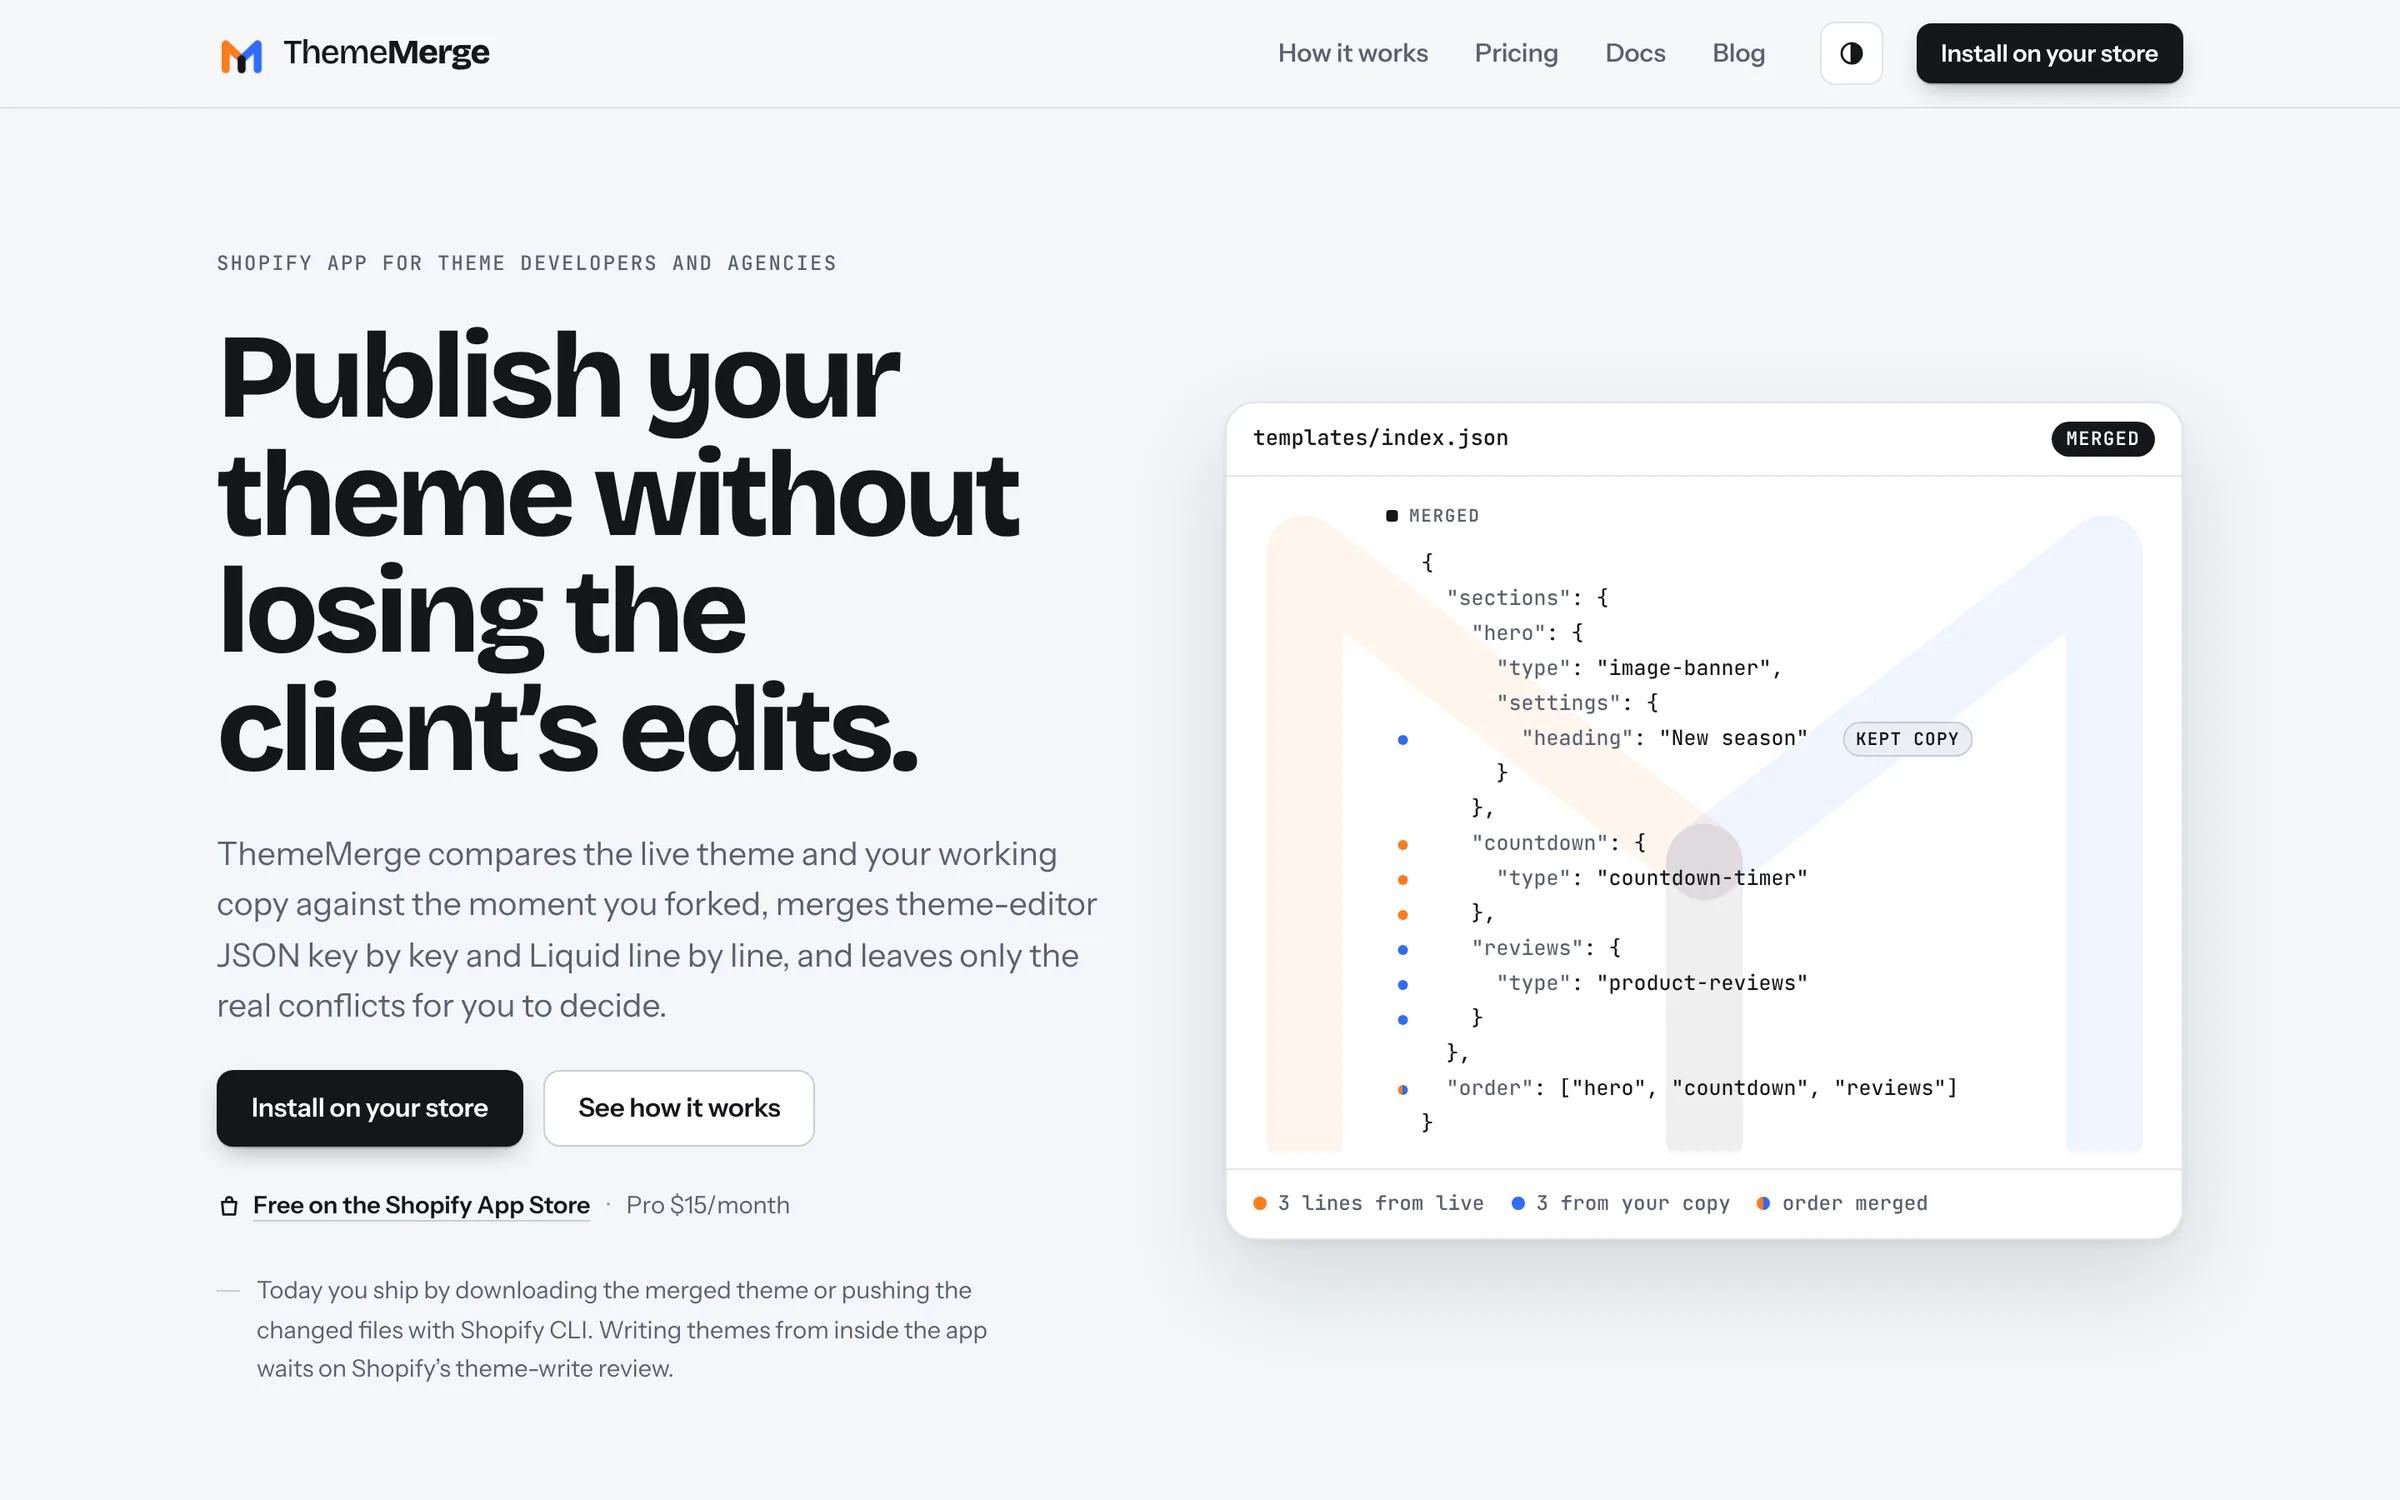 ThemeMerge
How it works
Pricing
Docs
Blog
Install on your store
SHOPIFY APP FOR THEME DEVELOPERS AND AGENCIES
Publish your
theme without
losing the
client’s edits.
ThemeMerge compares the live theme and your working
copy against the moment you forked, merges theme-editor
JSON key by key and Liquid line by line, and leaves only the
real conflicts for you to decide.
Install on your store
See how it works
Free on the Shopify App Store · Pro $15/month
— Today you ship by downloading the merged theme or pushing the
changed files with Shopify CLI. Writing themes from inside the app
waits on Shopify’s theme-write review.
templates/index.json
MERGED
MERGED
{
"sections": {
"hero": {
"type": "image-banner",
"settings": {
"heading": "New season" KEPT COPY
}
},
"countdown": {
"type": "countdown-timer"
},
"reviews": {
"type": "product-reviews"
}
},
"order": ["hero", "countdown", "reviews"]
}
3 lines from live
3 from your copy
order merged